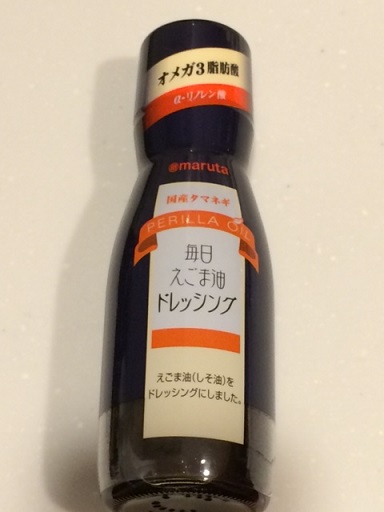 オメガ3脂肪酸
α-リノレン酸
maruta
国産タマネギ
PERILLA OIL
毎日
えごま油
ドレッシング
えごま油(しそ油)を
ドレッシングにしました。